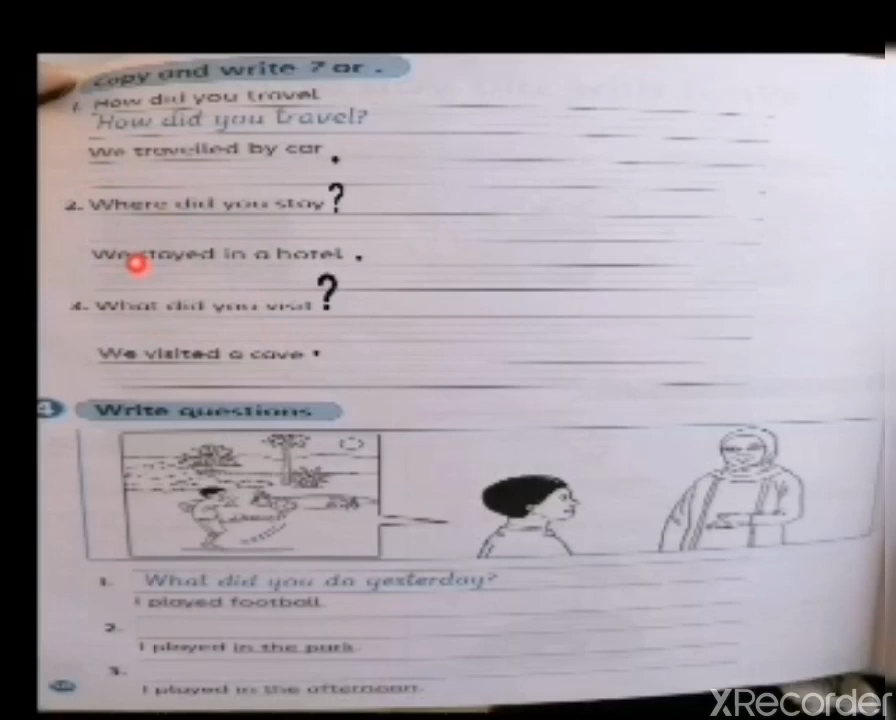 Copy and write ? or .
1. How did you travel
How did you travel?
We travelled by car .
2. Where did you stay ?
We stayed in a hotel .
3. What did you visit ?
We visited a cave .
4 Write questions
1. What did you do yesterday?
I played football.
2.
I played in the park.
3.
I played in the afternoon.
XRecorder